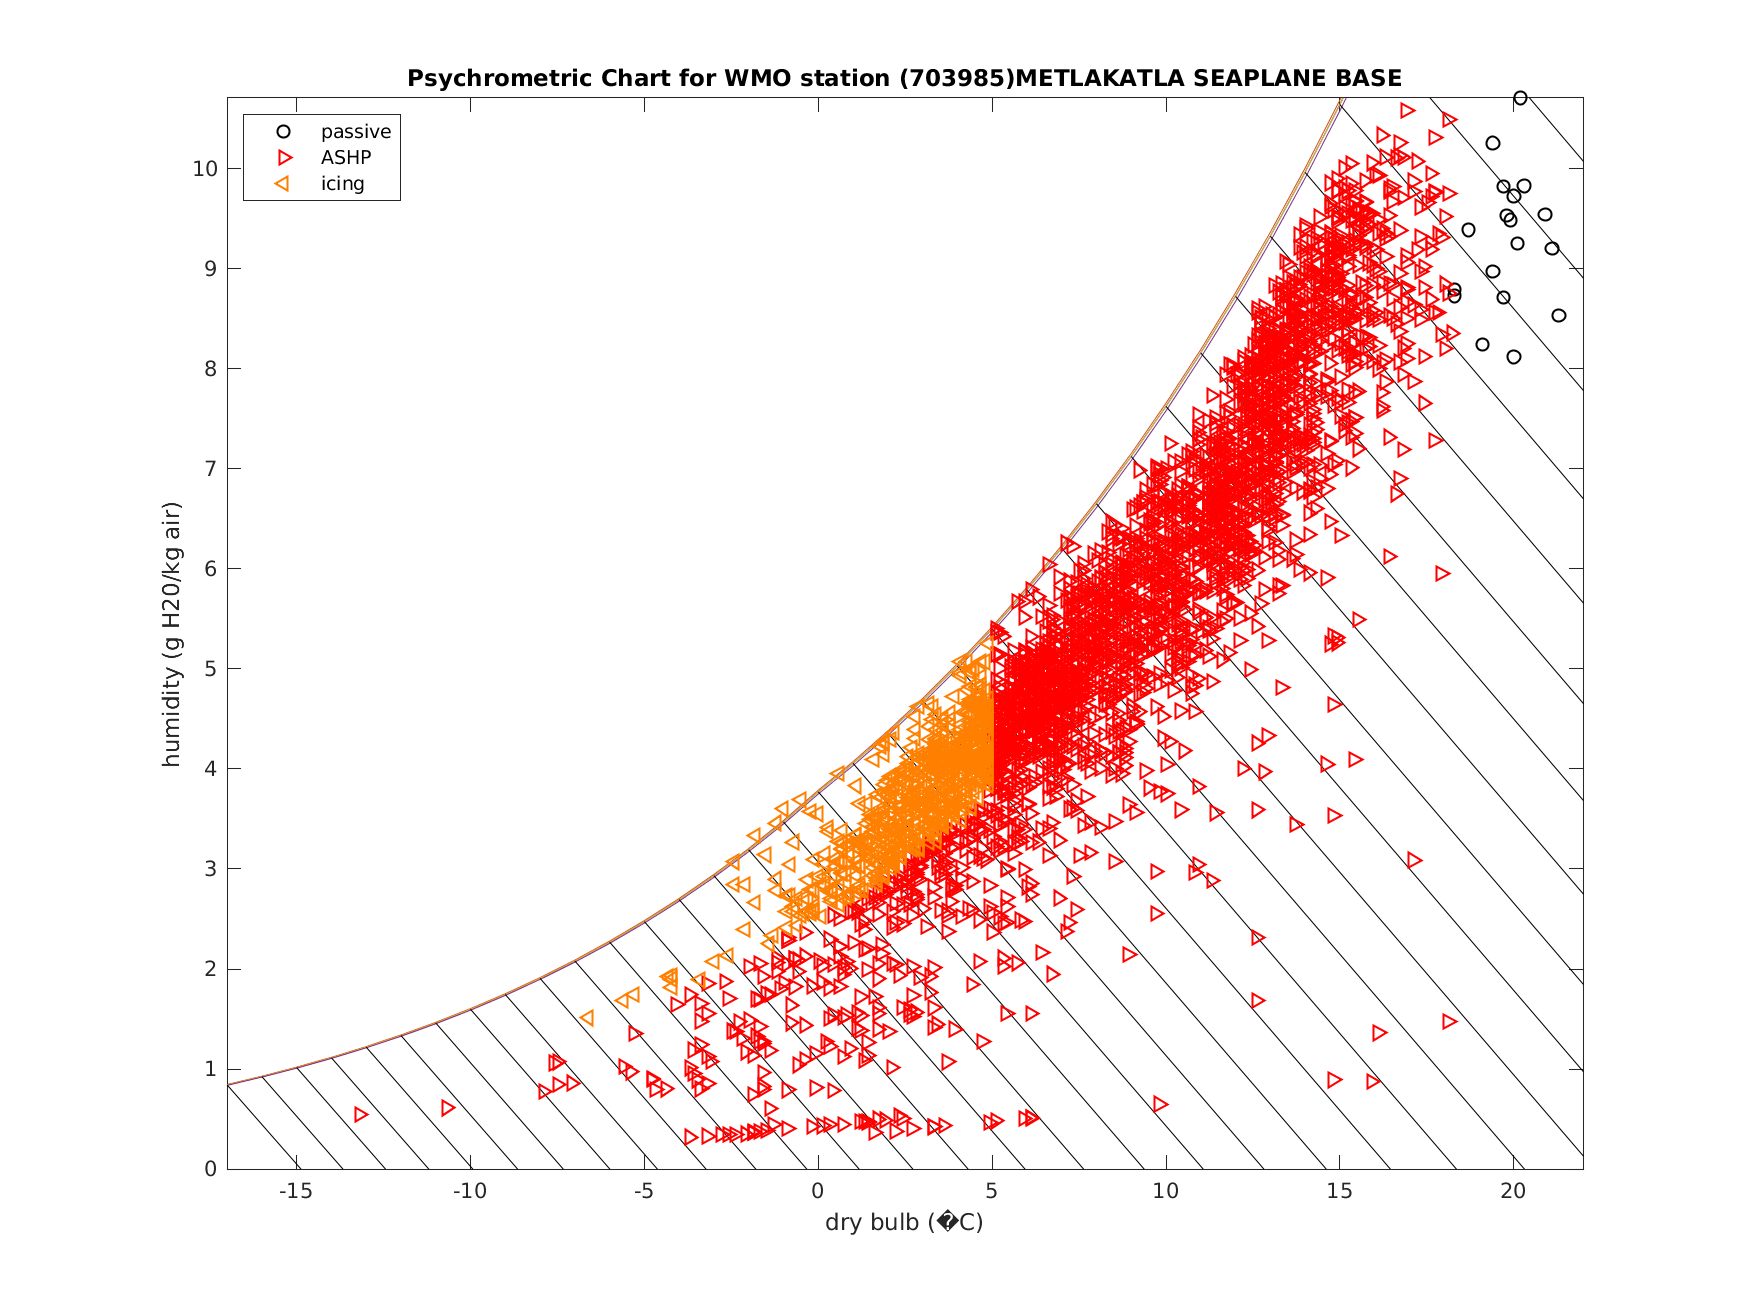 Psychrometric Chart for WMO station (703985)METLAKATLA SEAPLANE BASE
passive
ASHP
icing
humidity (g H20/kg air)
10
9
8
7
6
5
4
3
2
1
0
-15 -10 -5 0 5 10 15 20
dry bulb (�C)